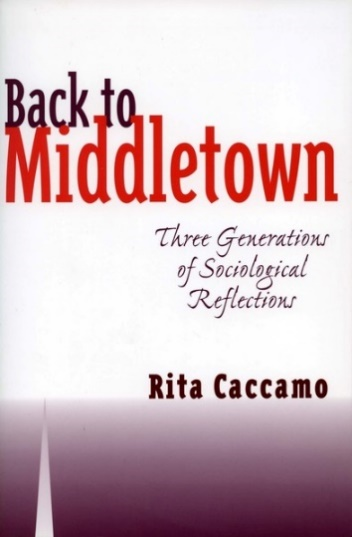 Back to
Middletown
Three Generations
of Sociological
Reflections
Rita Caccamo